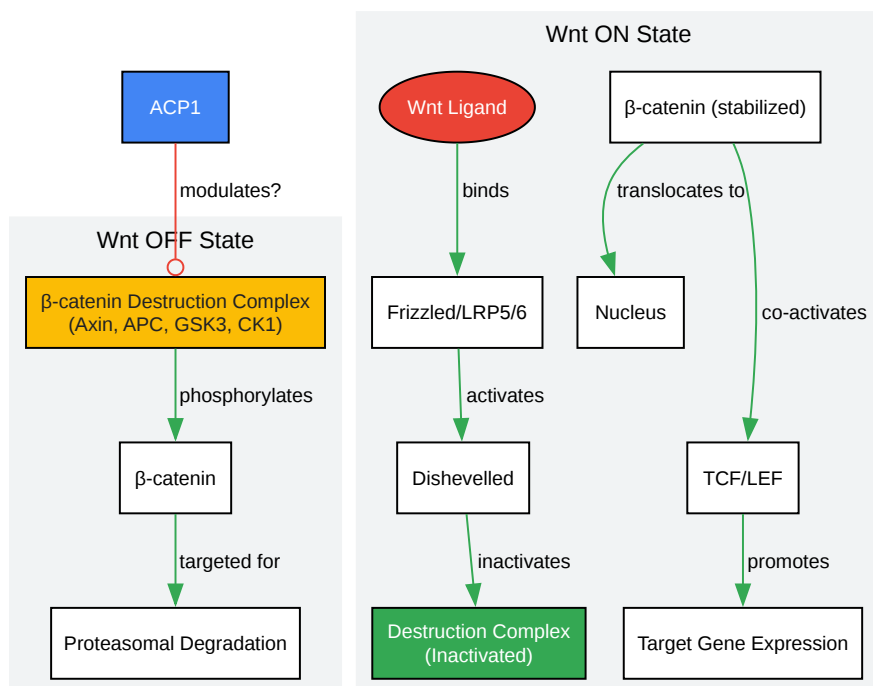 Wnt ON State
ACP1
Wnt Ligand
β-catenin (stabilized)
modulates?
binds
translocates to
Wnt OFF State
β-catenin Destruction Complex
(Axin, APC, GSK3, CK1)
Frizzled/LRP5/6
Nucleus
co-activates
phosphorylates
activates
β-catenin
Dishevelled
TCF/LEF
targeted for
inactivates
promotes
Proteasomal Degradation
Destruction Complex
(Inactivated)
Target Gene Expression